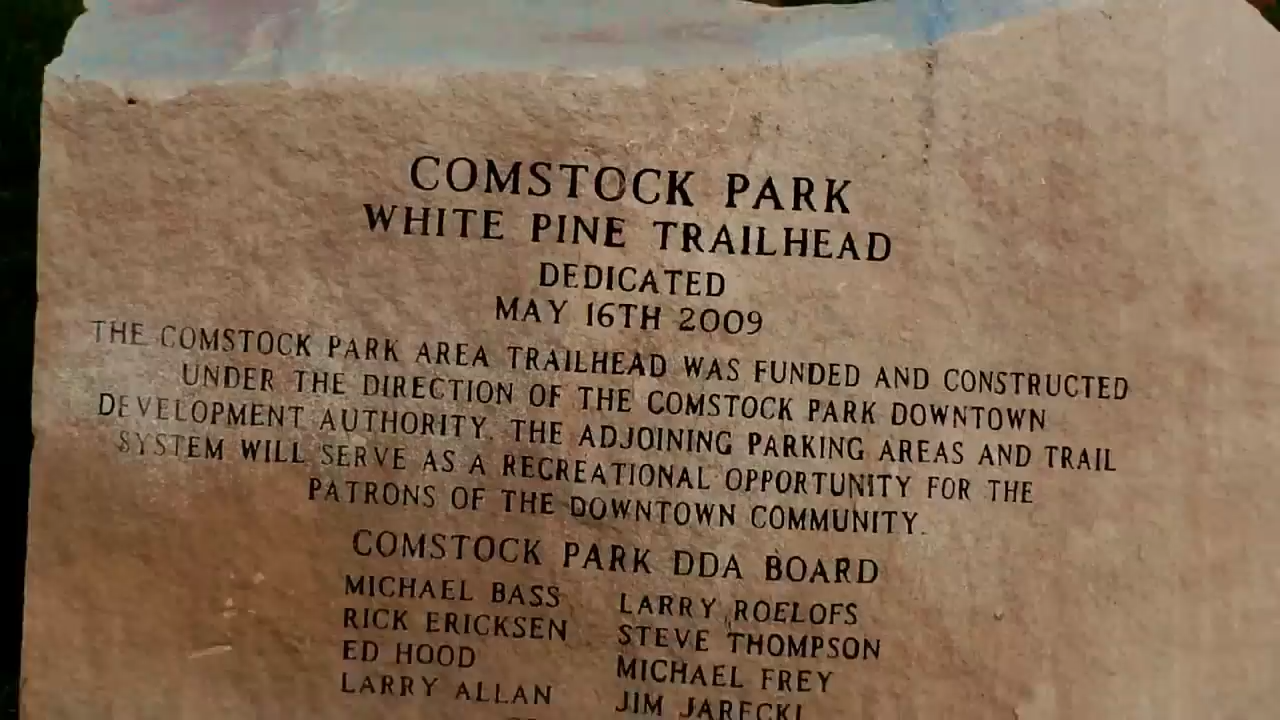 COMSTOCK PARK
WHITE PINE TRAILHEAD
DEDICATED
MAY 16TH 2009
THE COMSTOCK PARK AREA TRAILHEAD WAS FUNDED AND CONSTRUCTED
UNDER THE DIRECTION OF THE COMSTOCK PARK DOWNTOWN
DEVELOPMENT AUTHORITY. THE ADJOINING PARKING AREAS AND TRAIL
SYSTEM WILL SERVE AS A RECREATIONAL OPPORTUNITY FOR THE
PATRONS OF THE DOWNTOWN COMMUNITY.
COMSTOCK PARK DDA BOARD
MICHAEL BASS LARRY ROELOFS
RICK ERICKSEN STEVE THOMPSON
ED HOOD MICHAEL FREY
LARRY ALLAN JIM JARECKI